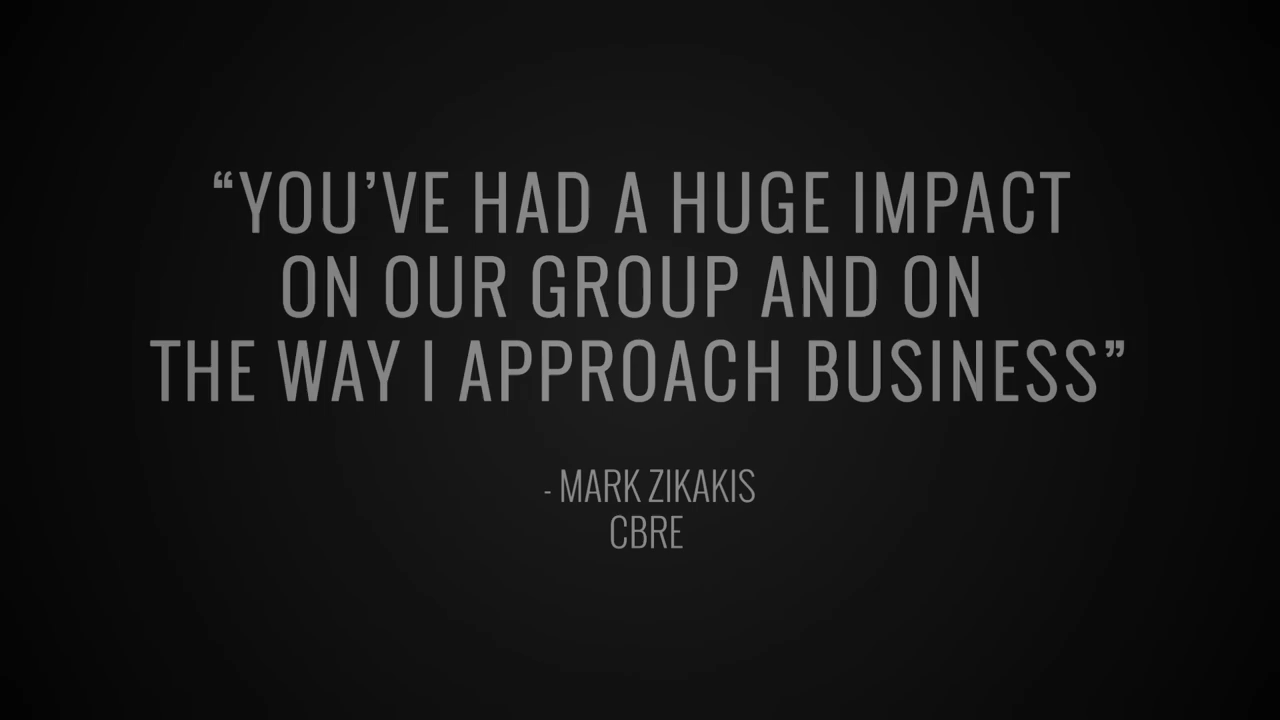 “YOU’VE HAD A HUGE IMPACT
ON OUR GROUP AND ON
THE WAY I APPROACH BUSINESS”
- MARK ZIKAKIS
CBRE